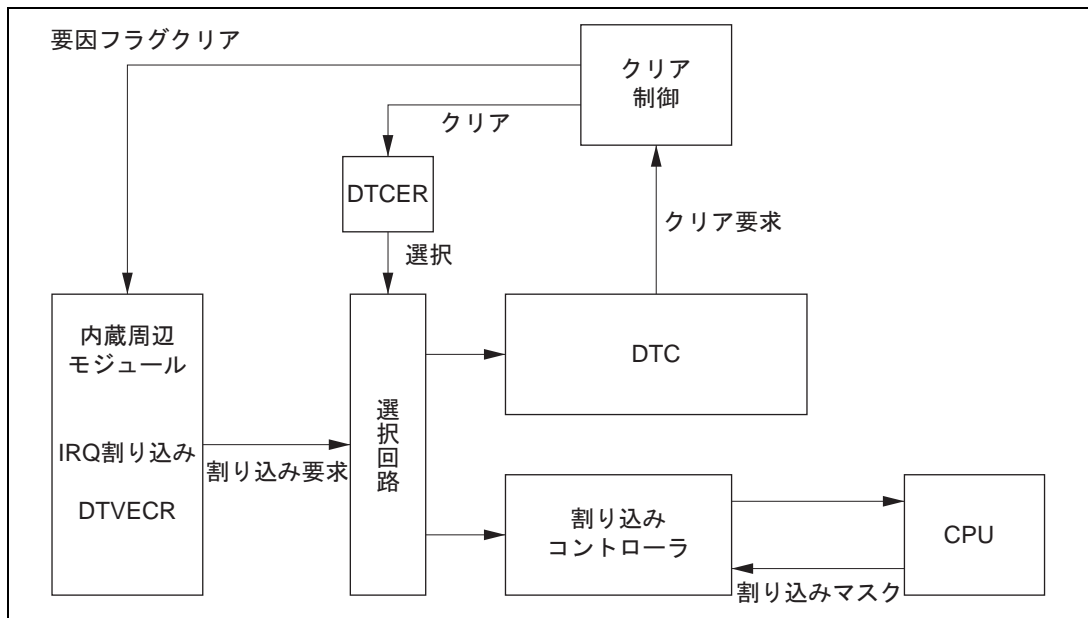 要因フラグクリア
クリア
制御
クリア
DTCER
クリア要求
選択
内蔵周辺
モジュール
IRQ割り込み
DTVECR
割り込み要求
選択回路
DTC
割り込み
コントローラ
CPU
割り込みマスク